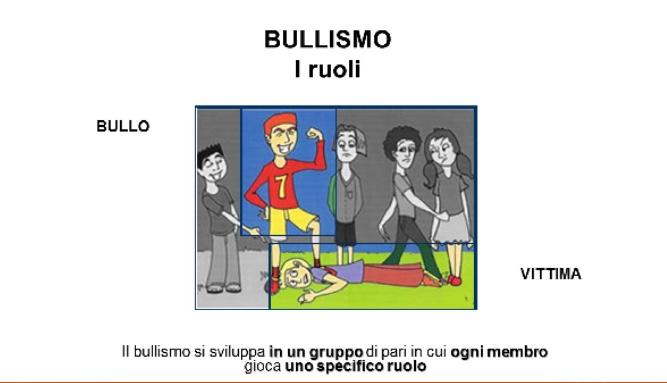 BULLISMO
I ruoli
BULLO
7
VITTIMA
Il bullismo si sviluppa in un gruppo di pari in cui ogni membro
gioca uno specifico ruolo